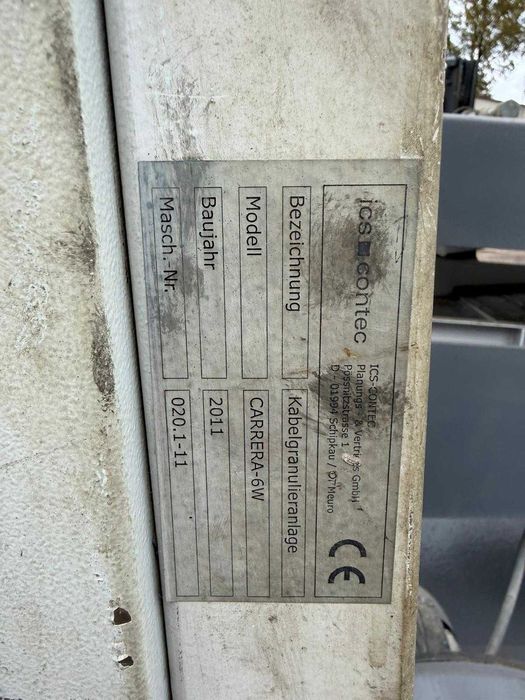 ics contec
ICS-CONTEC
Planungs- & Vertriebs GmbH
Pössnitzstrasse 1
D - 01994 Schipkau / OT Meuro
CE
Bezeichnung Kabelgranulieranlage
Modell CARRERA-6W
Baujahr 2011
Masch.-Nr. 020.1-11